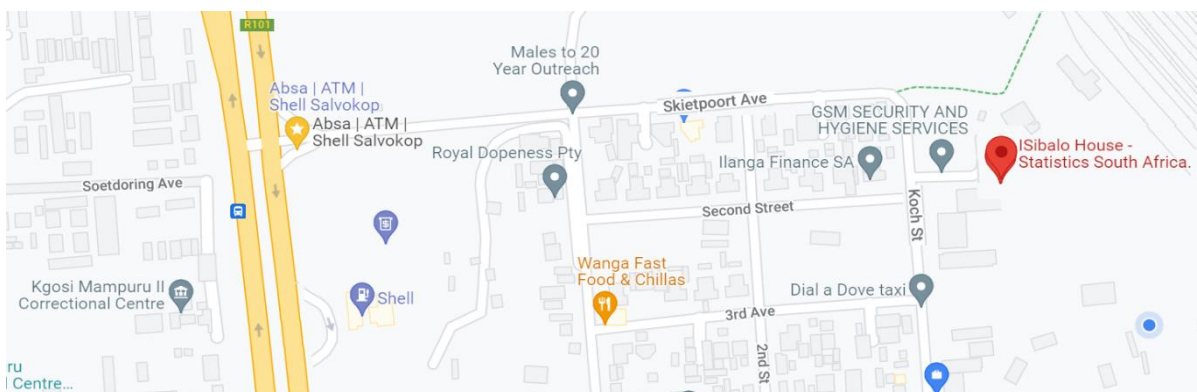 R101
Males to 20
Year Outreach
Absa | ATM |
Shell Salvokop
Absa | ATM |
Shell Salvokop
Skietpoort Ave
GSM SECURITY AND
HYGIENE SERVICES
Royal Dopeness Pty
Ilanga Finance SA
ISibalo House -
Statistics South Africa.
Soetdoring Ave
Second Street
Koch St
Kgosi Mampuru II
Correctional Centre
Shell
Wanga Fast
Food & Chillas
Dial a Dove taxi
3rd Ave
2nd St
ru
l Centre...